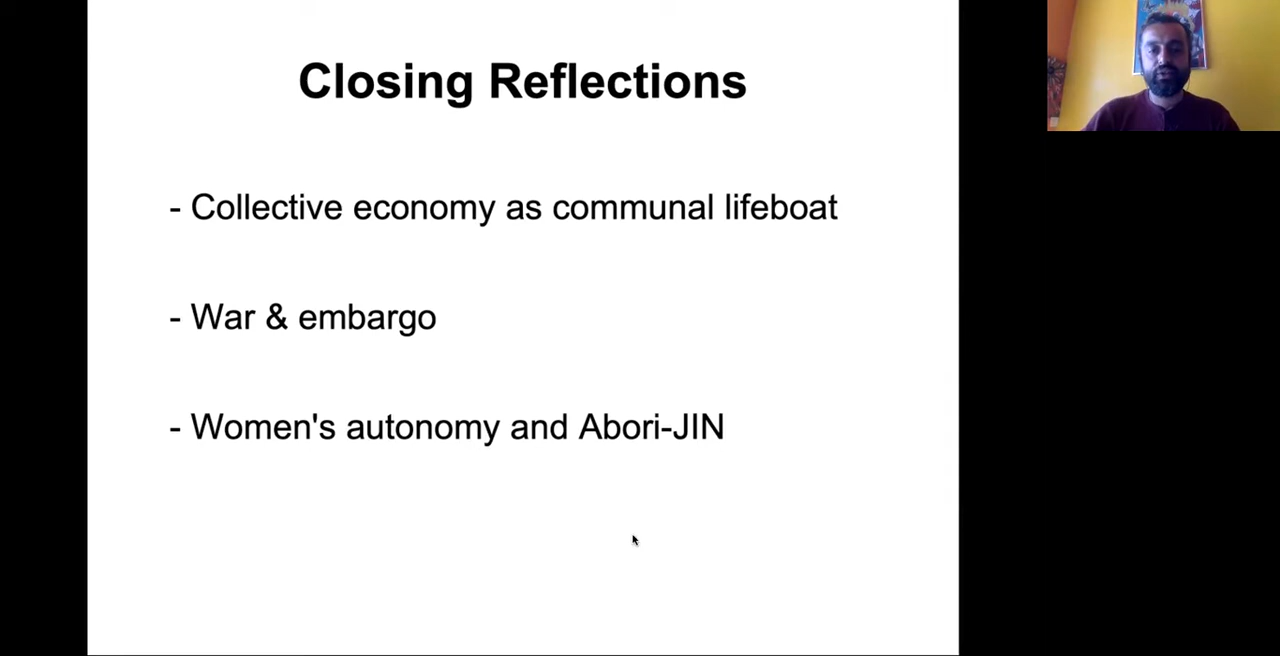 Closing Reflections
- Collective economy as communal lifeboat
- War & embargo
- Women's autonomy and Abori-JIN